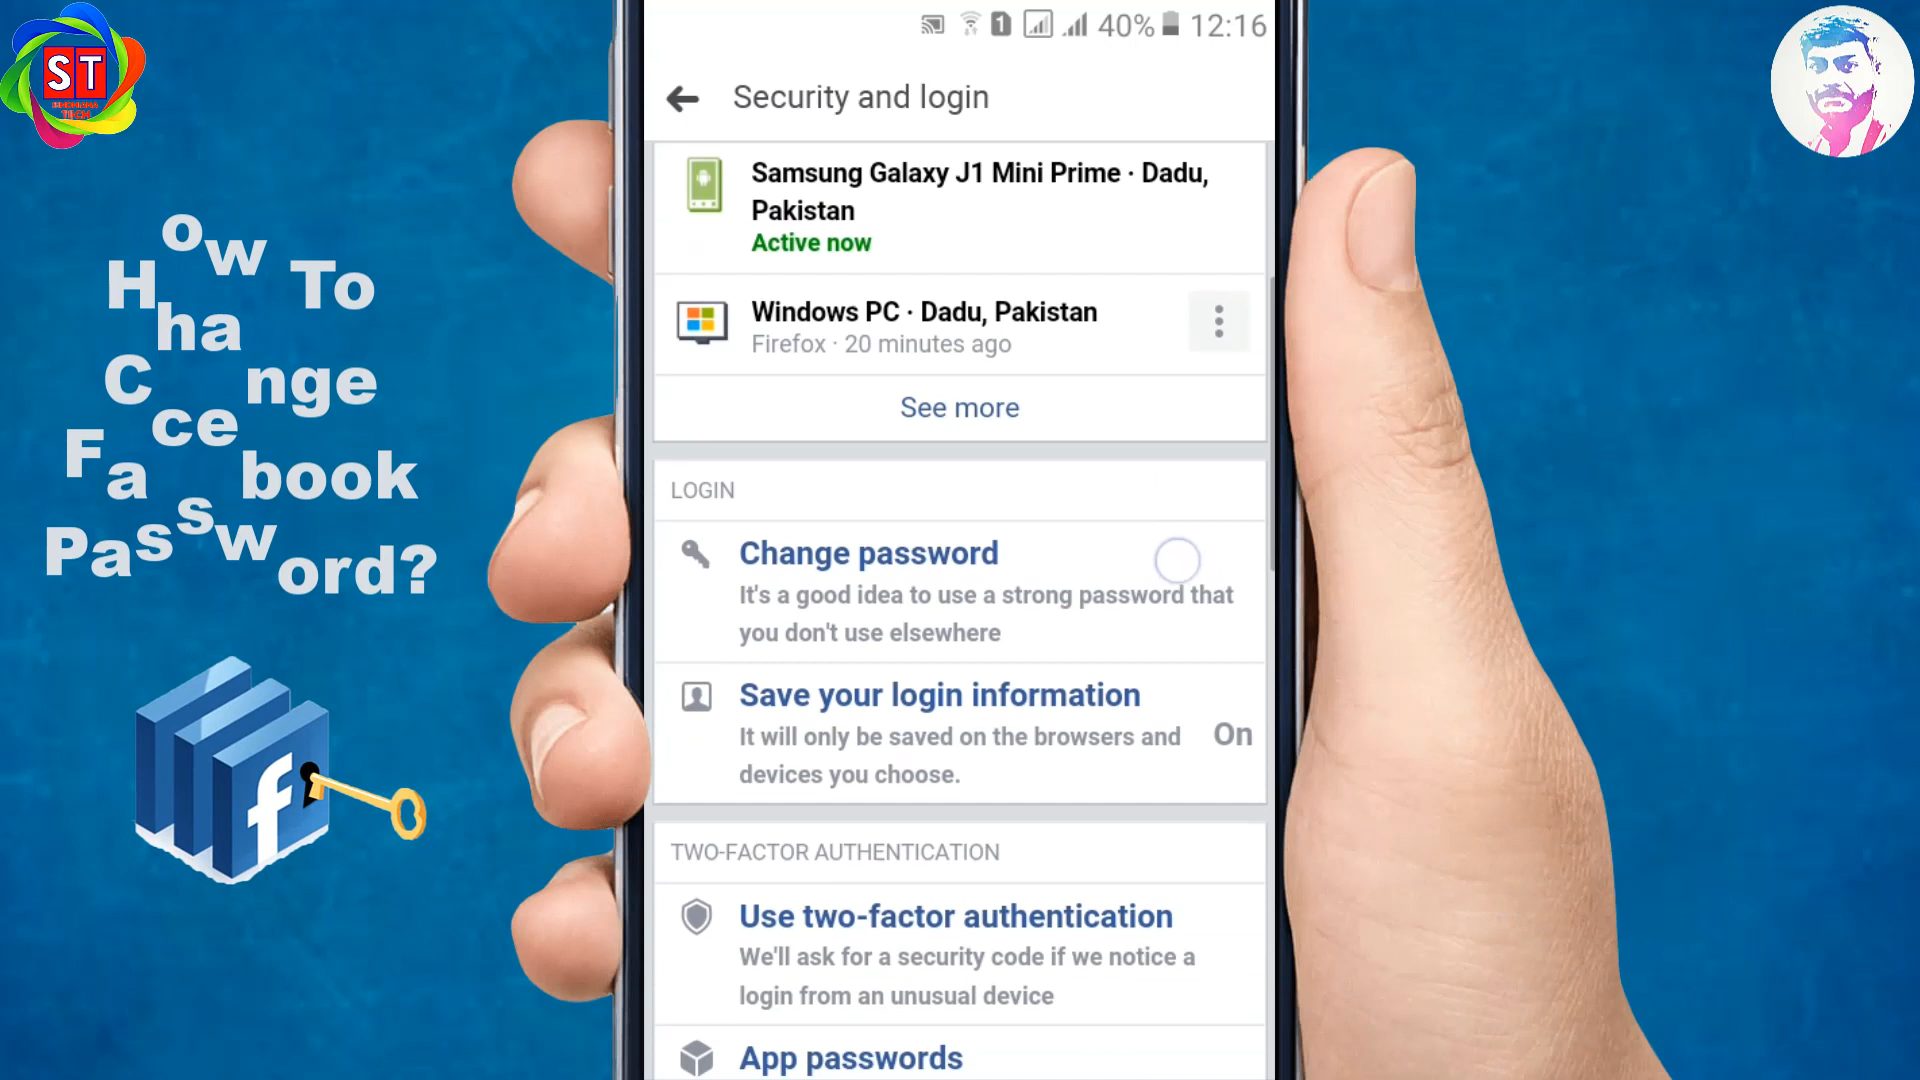 ST
SINDHANA
TECH
How To
Change
Facebook
Password?
f
1 40% 12:16
Security and login
Samsung Galaxy J1 Mini Prime · Dadu,
Pakistan
Active now
Windows PC · Dadu, Pakistan
Firefox · 20 minutes ago
See more
LOGIN
Change password
It's a good idea to use a strong password that
you don't use elsewhere
Save your login information
It will only be saved on the browsers and
devices you choose.
On
TWO-FACTOR AUTHENTICATION
Use two-factor authentication
We'll ask for a security code if we notice a
login from an unusual device
App passwords